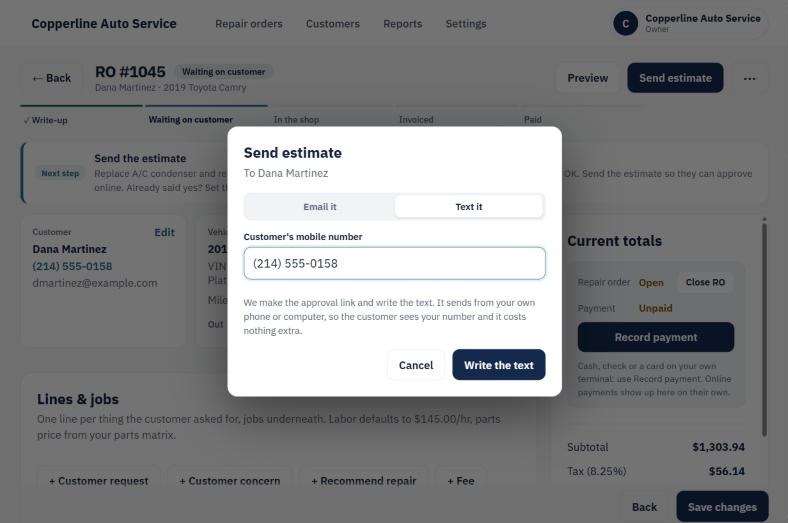 Copperline Auto Service
Repair orders
Customers
Reports
Settings
C
Copperline Auto Service
Owner
← Back
RO #1045
Waiting on customer
Dana Martinez · 2019 Toyota Camry
Preview
Send estimate
...
✓ Write-up
Waiting on customer
In the shop
Invoiced
Paid
Next step
Send the estimate
Replace A/C condenser and re
OK. Send the estimate so they can approve
online. Already said yes? Set th
Customer
Edit
Dana Martinez
(214) 555-0158
dmartinez@example.com
Vehic
201
VIN
Plat
Mile
Out
Send estimate
To Dana Martinez
Email it
Text it
Customer's mobile number
(214) 555-0158
We make the approval link and write the text. It sends from your own
phone or computer, so the customer sees your number and it costs
nothing extra.
Cancel
Write the text
Current totals
Repair order
Open
Close RO
Payment
Unpaid
Record payment
Cash, check or a card on your own
terminal: use Record payment. Online
payments show up here on their own.
Subtotal
$1,303.94
Tax (8.25%)
$56.14
Lines & jobs
One line per thing the customer asked for, jobs underneath. Labor defaults to $145.00/hr, parts
price from your parts matrix.
+ Customer request
+ Customer concern
+ Recommend repair
+ Fee
Back
Save changes